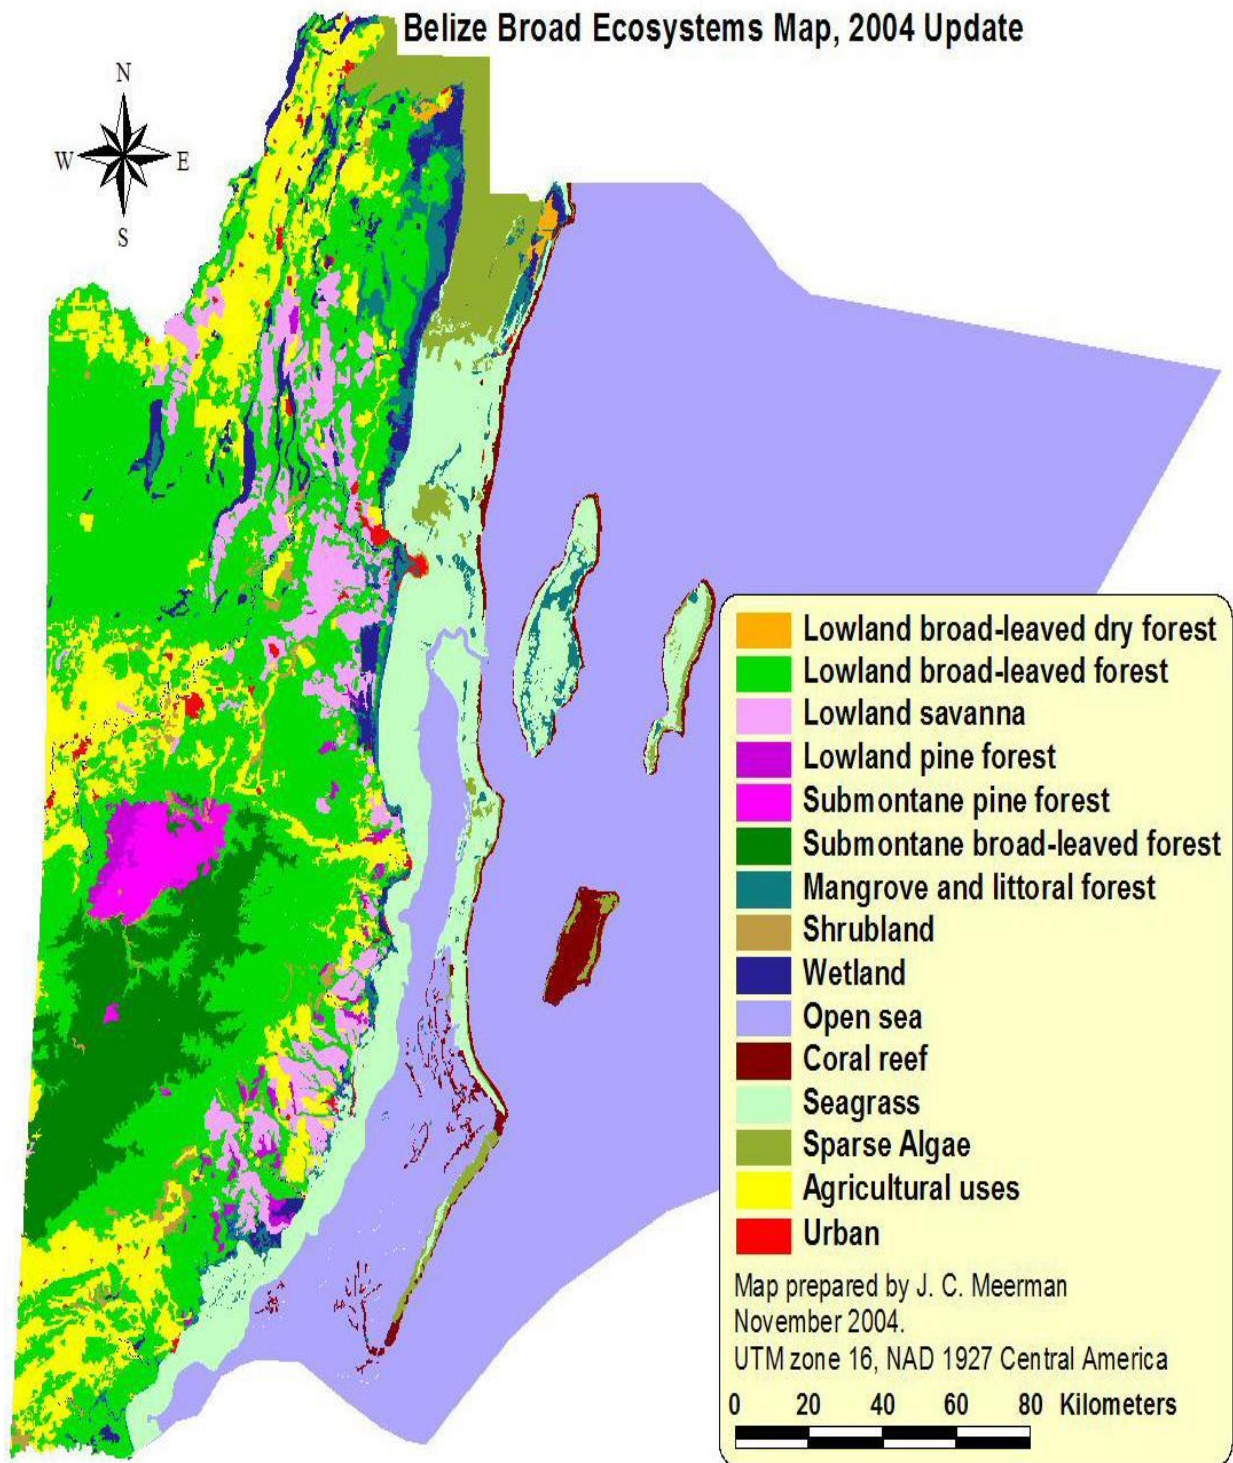 Belize Broad Ecosystems Map, 2004 Update
N
W E
S
Lowland broad-leaved dry forest
Lowland broad-leaved forest
Lowland savanna
Lowland pine forest
Submontane pine forest
Submontane broad-leaved forest
Mangrove and littoral forest
Shrubland
Wetland
Open sea
Coral reef
Seagrass
Sparse Algae
Agricultural uses
Urban
Map prepared by J. C. Meerman
November 2004.
UTM zone 16, NAD 1927 Central America
0 20 40 60 80 Kilometers